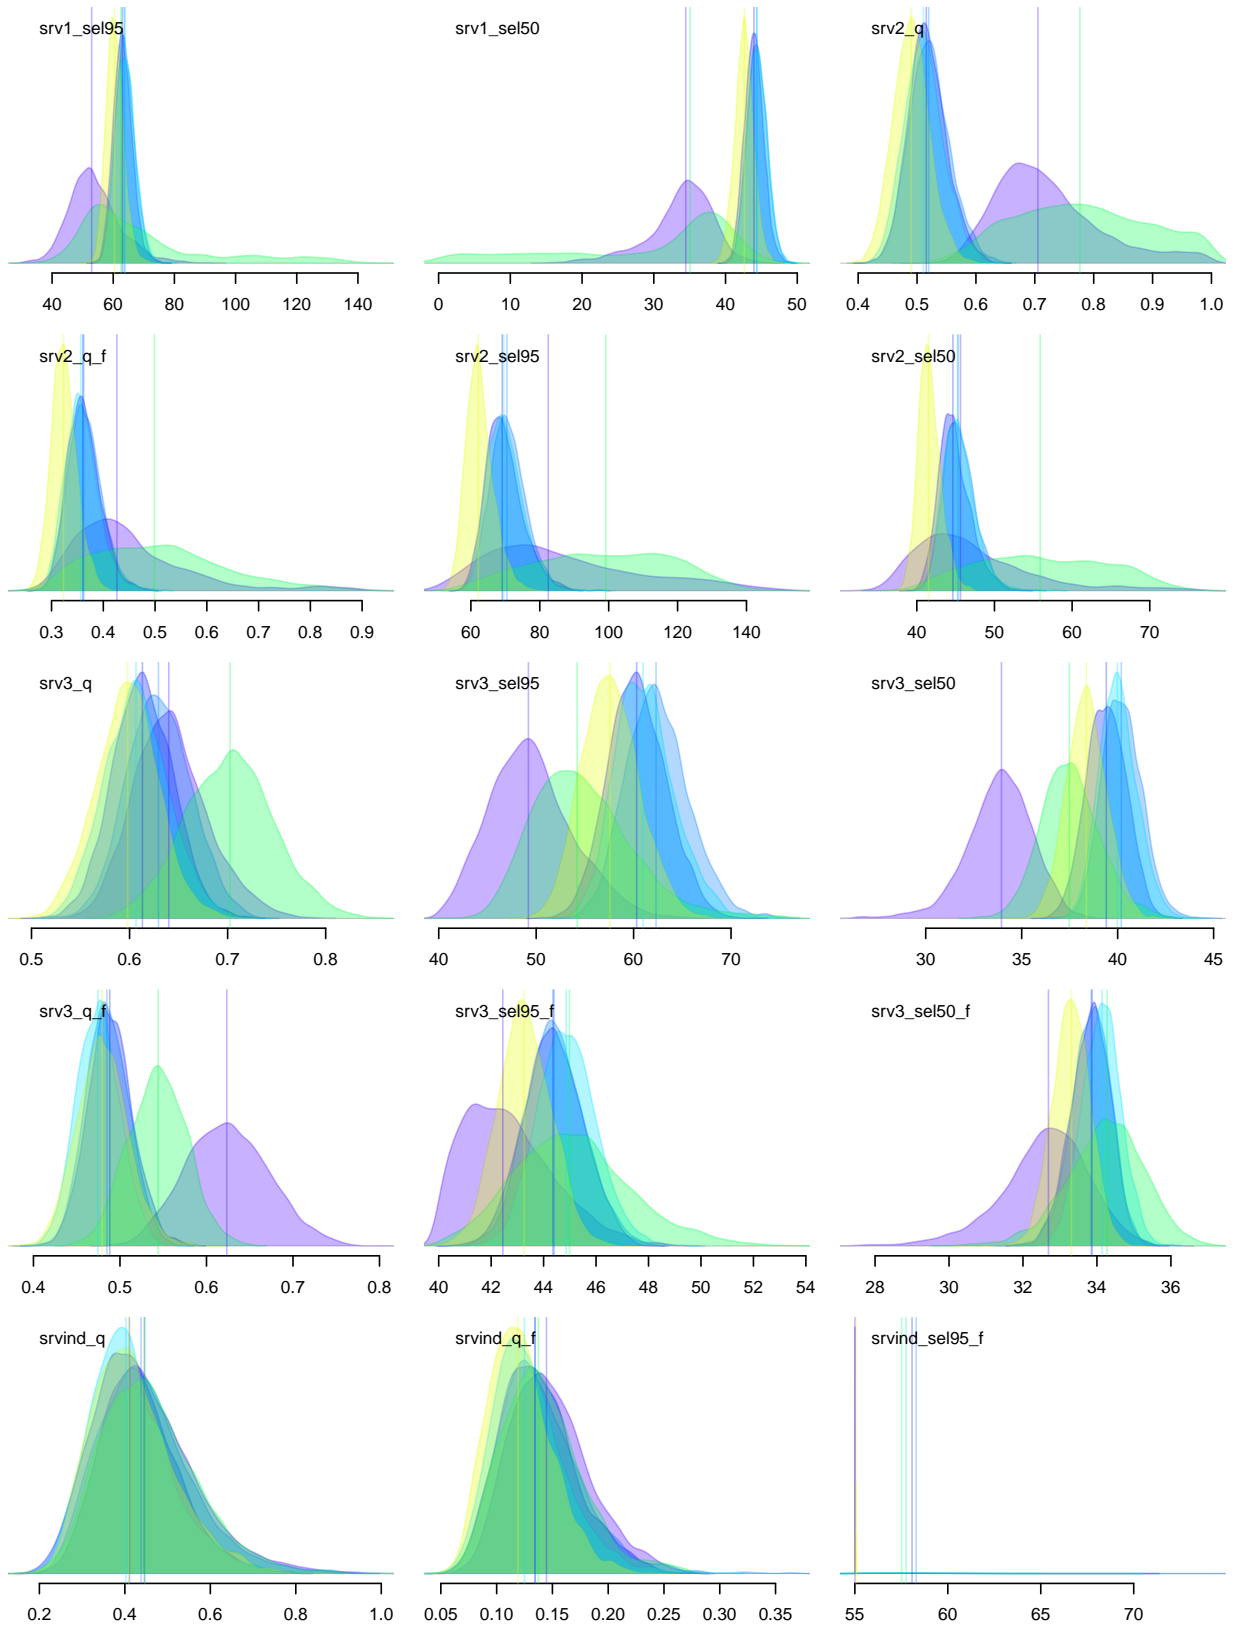 srv1_sel95 srv1_sel50 srv2_q
40 60 80 100 120 140 0 10 20 30 40 50 0.4 0.5 0.6 0.7 0.8 0.9 1.0
srv2_q_f srv2_sel95 srv2_sel50
0.3 0.4 0.5 0.6 0.7 0.8 0.9 60 80 100 120 140 40 50 60 70
srv3_q srv3_sel95 srv3_sel50
0.5 0.6 0.7 0.8 40 50 60 70 30 35 40 45
srv3_q_f srv3_sel95_f srv3_sel50_f
0.4 0.5 0.6 0.7 0.8 40 42 44 46 48 50 52 54 28 30 32 34 36
srvind_q srvind_q_f srvind_sel95_f
0.2 0.4 0.6 0.8 1.0 0.05 0.10 0.15 0.20 0.25 0.30 0.35 55 60 65 70